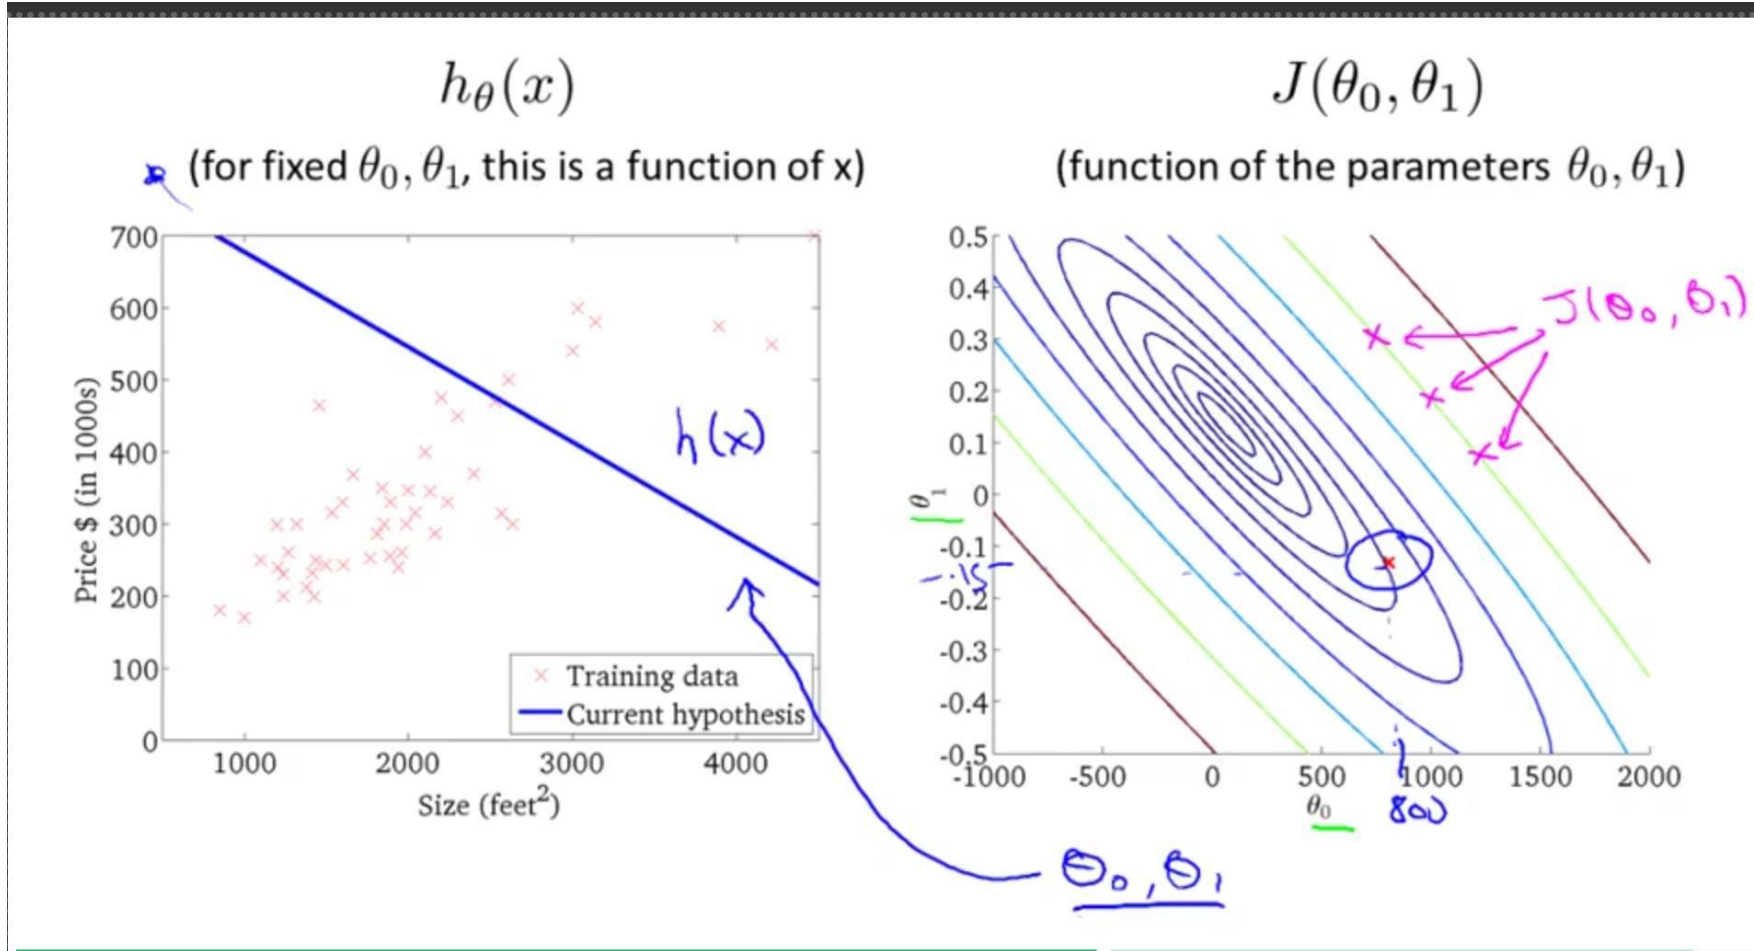 h_θ(x)
(for fixed θ₀, θ₁, this is a function of x)
700
600
500
400
300
200
100
0
Price $ (in 1000s)
h(x)
Training data
Current hypothesis
1000 2000 3000 4000
Size (feet²)
J(θ₀, θ₁)
(function of the parameters θ₀, θ₁)
0.5
0.4
0.3
0.2
0.1
0
-0.1
-0.2
-0.3
-0.4
-0.5
θ₁
-.15
J(θ₀, θ₁)
-1000 -500 0 500 1000 1500 2000
θ₀
800
θ₀, θ₁